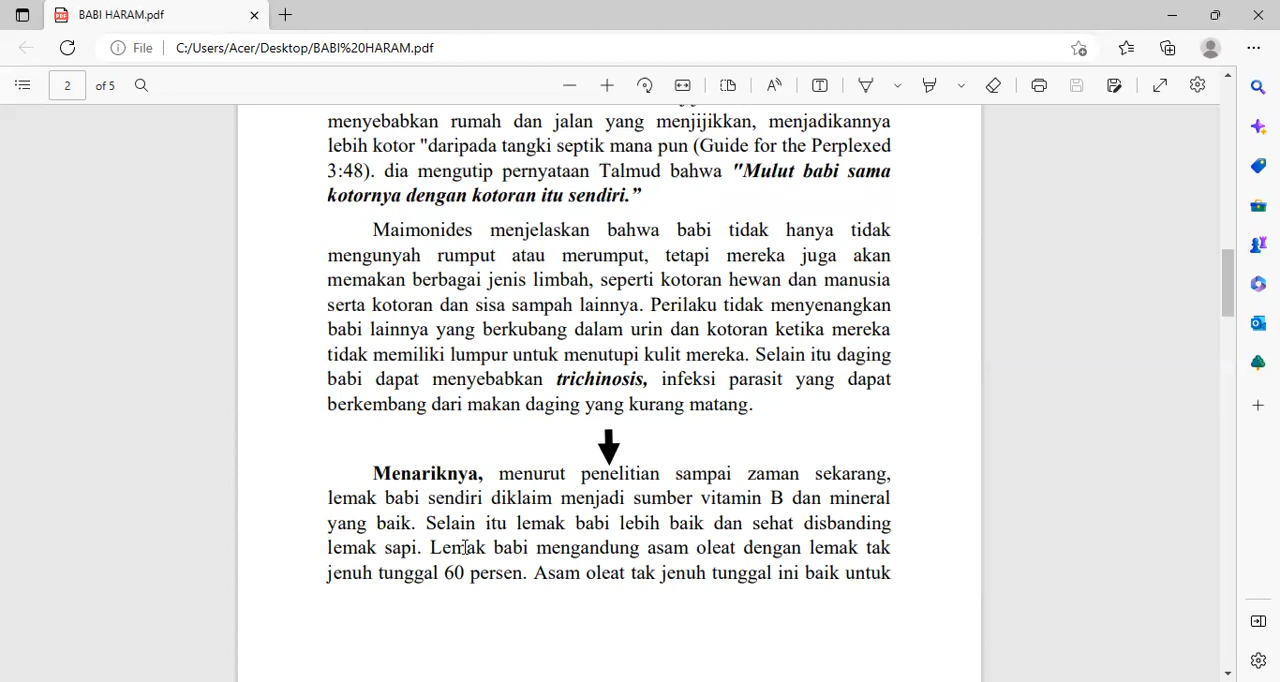 BABI HARAM.pdf
File
C:/Users/Acer/Desktop/BABI%20HARAM.pdf
2 of 5
menyebabkan rumah dan jalan yang menjijikkan, menjadikannya
lebih kotor "daripada tangki septik mana pun (Guide for the Perplexed
3:48). dia mengutip pernyataan Talmud bahwa "Mulut babi sama
kotornya dengan kotoran itu sendiri.”
Maimonides menjelaskan bahwa babi tidak hanya tidak
mengunyah rumput atau merumput, tetapi mereka juga akan
memakan berbagai jenis limbah, seperti kotoran hewan dan manusia
serta kotoran dan sisa sampah lainnya. Perilaku tidak menyenangkan
babi lainnya yang berkubang dalam urin dan kotoran ketika mereka
tidak memiliki lumpur untuk menutupi kulit mereka. Selain itu daging
babi dapat menyebabkan trichinosis, infeksi parasit yang dapat
berkembang dari makan daging yang kurang matang.
Menariknya, menurut penelitian sampai zaman sekarang,
lemak babi sendiri diklaim menjadi sumber vitamin B dan mineral
yang baik. Selain itu lemak babi lebih baik dan sehat disbanding
lemak sapi. Lemak babi mengandung asam oleat dengan lemak tak
jenuh tunggal 60 persen. Asam oleat tak jenuh tunggal ini baik untuk